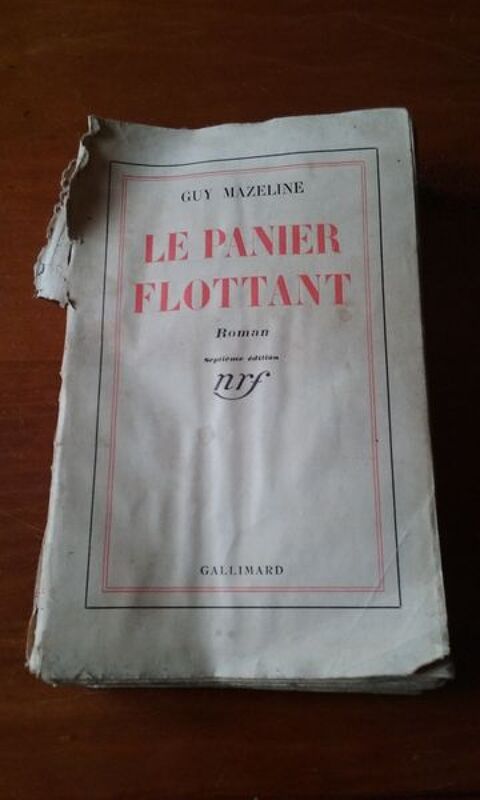 GUY MAZELINE
LE PANIER
FLOTTANT
Roman
Septième édition
nrf
GALLIMARD